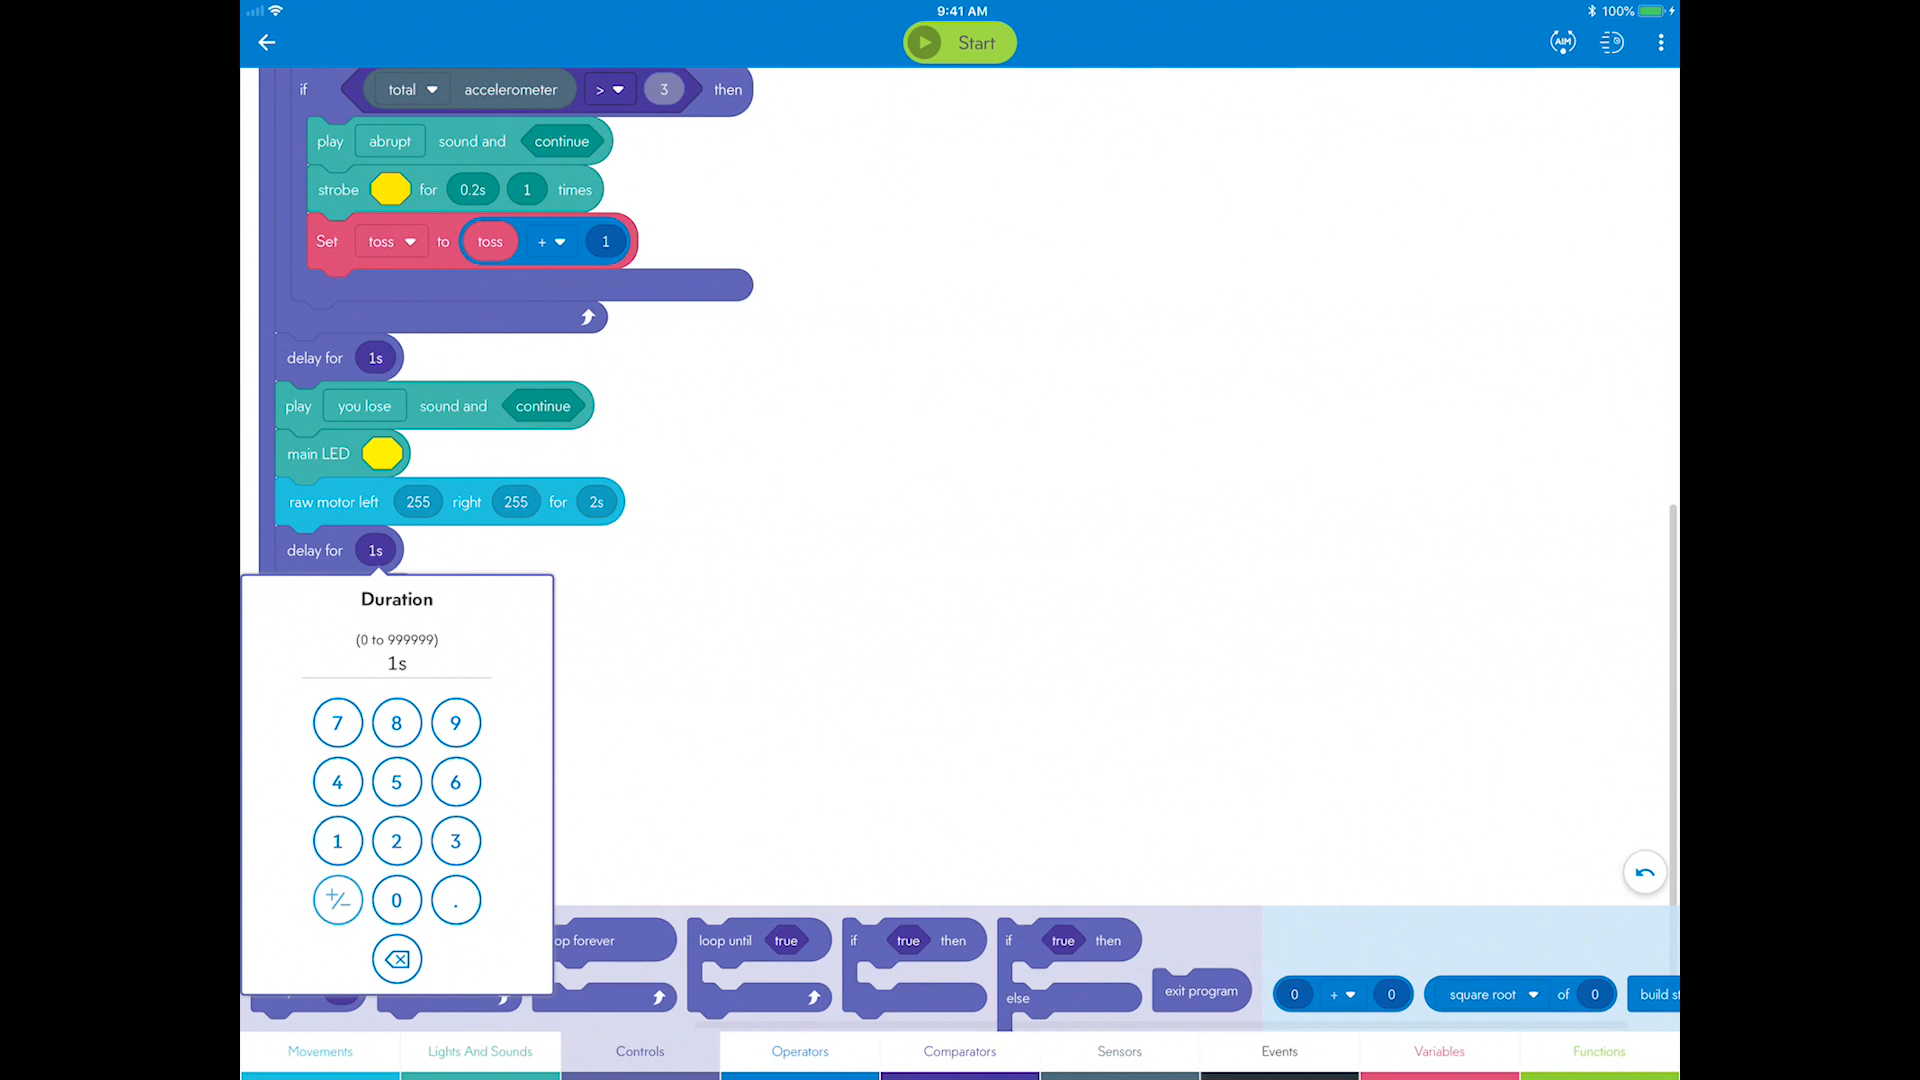 9:41 AM
100%
Start
AIM
if total accelerometer > 3 then
play abrupt sound and continue
strobe for 0.2s 1 times
Set toss to toss + 1
delay for 1s
play you lose sound and continue
main LED
raw motor left 255 right 255 for 2s
delay for 1s
Duration
(0 to 999999)
1s
7 8 9
4 5 6
1 2 3
+/- 0 .
op forever
loop until true
if true then
if true then
else
exit program
0 + 0
square root of 0
build st
Movements Lights And Sounds Controls Operators Comparators Sensors Events Variables Functions